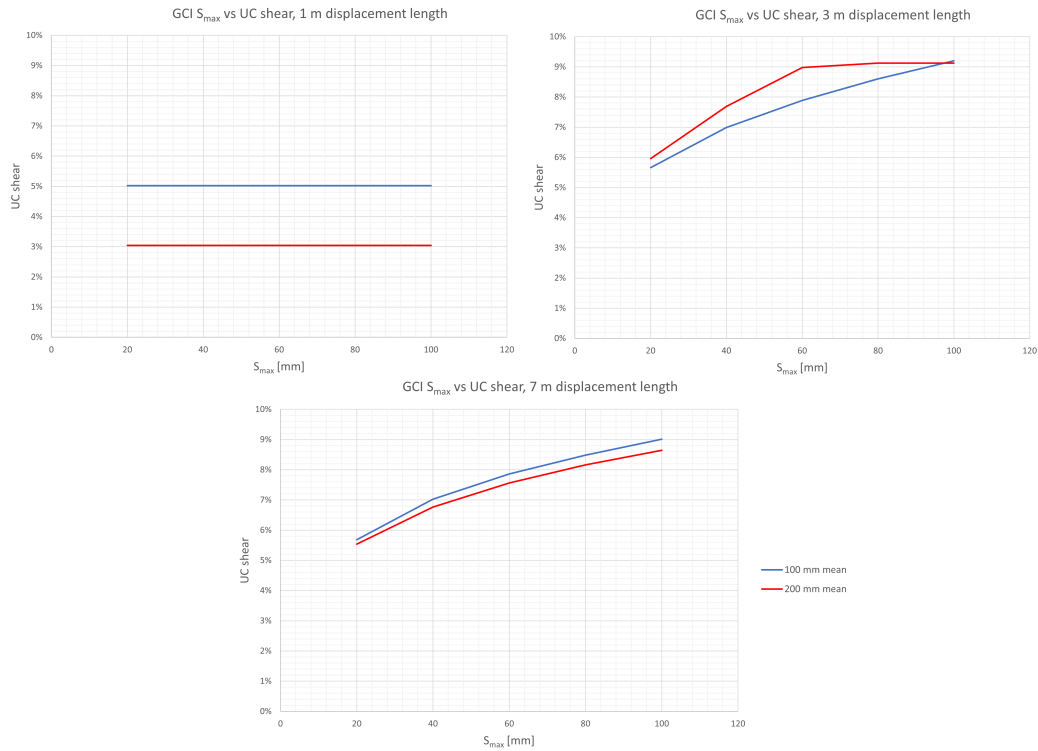 GCI Smax vs UC shear, 1 m displacement length
10%
9%
8%
7%
6%
5%
4%
3%
2%
1%
0%
UC shear
0 20 40 60 80 100 120
Smax [mm]
GCI Smax vs UC shear, 3 m displacement length
10%
9%
8%
7%
6%
5%
4%
3%
2%
1%
0%
UC shear
0 20 40 60 80 100 120
Smax [mm]
GCI Smax vs UC shear, 7 m displacement length
10%
9%
8%
7%
6%
5%
4%
3%
2%
1%
0%
UC shear
0 20 40 60 80 100 120
Smax [mm]
100 mm mean
200 mm mean